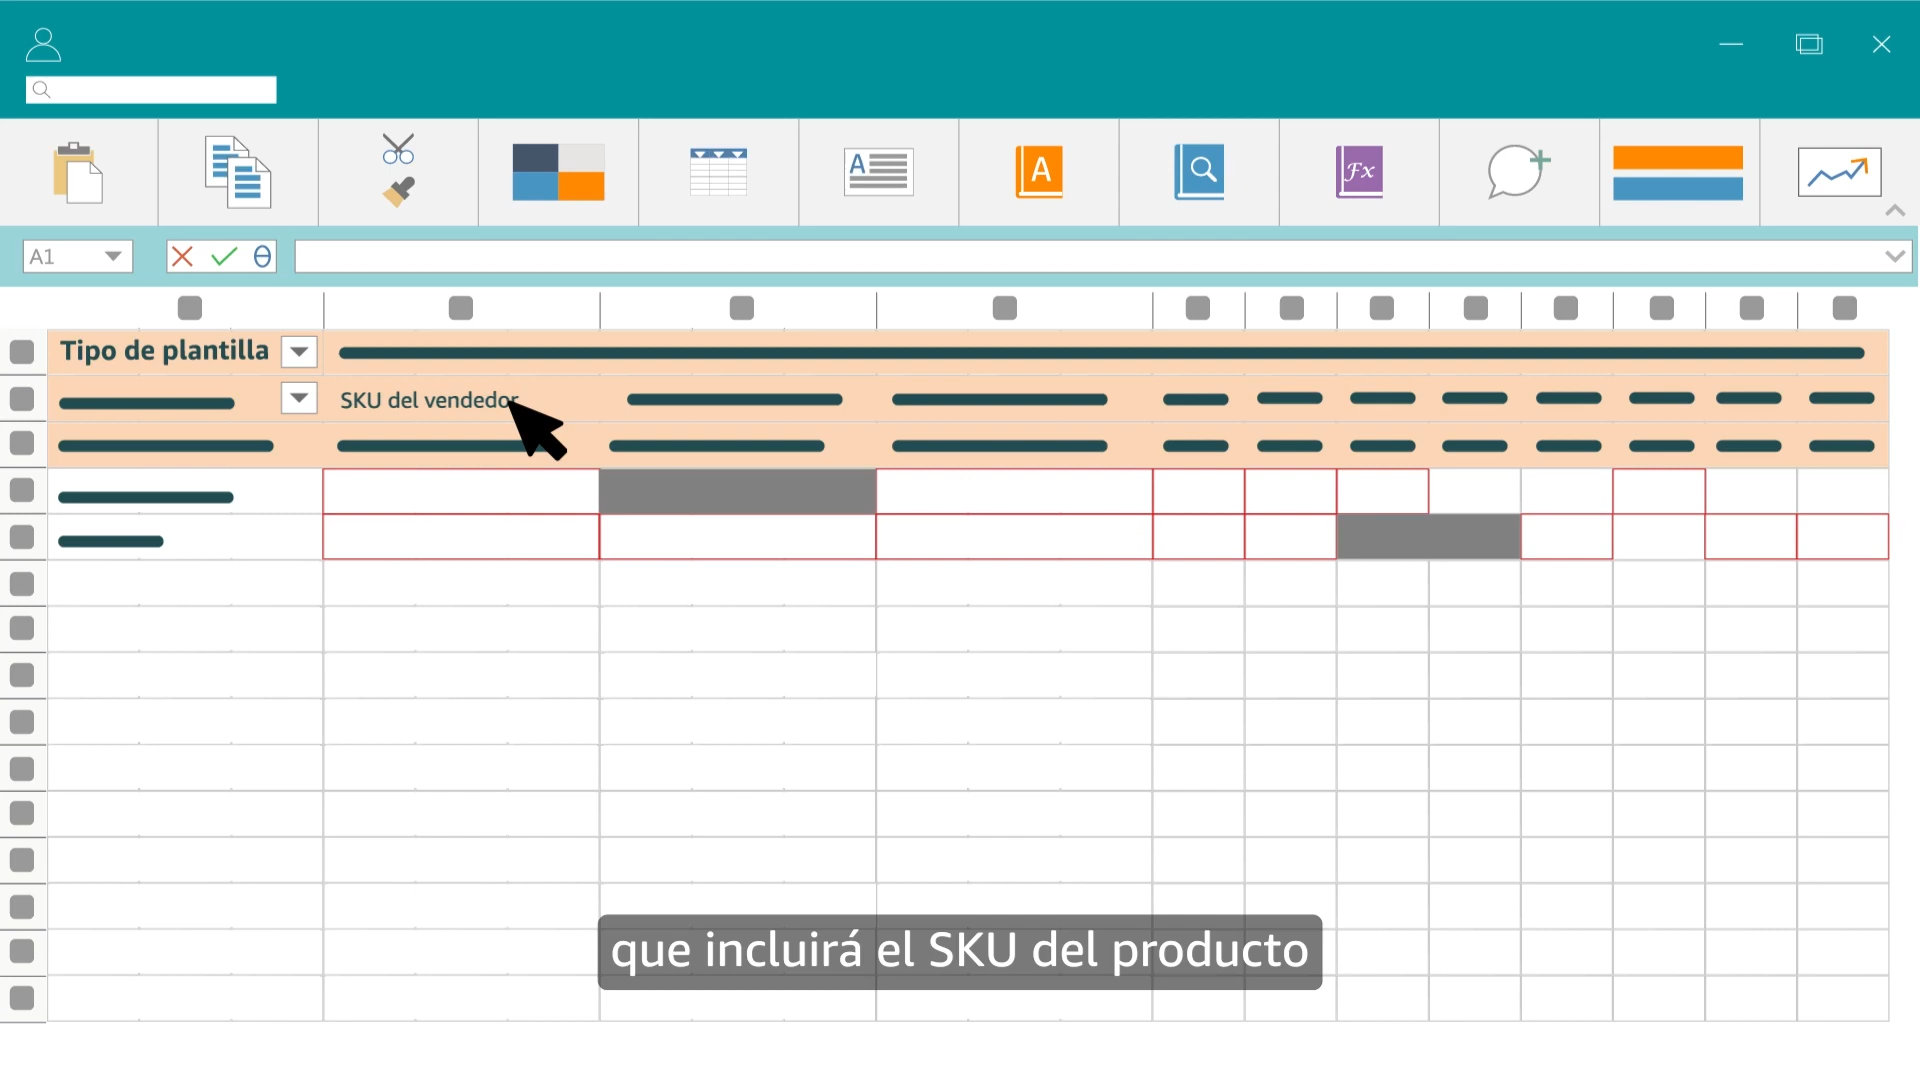 A
A
Fx
A1
Tipo de plantilla
SKU del vendedor
que incluirá el SKU del producto